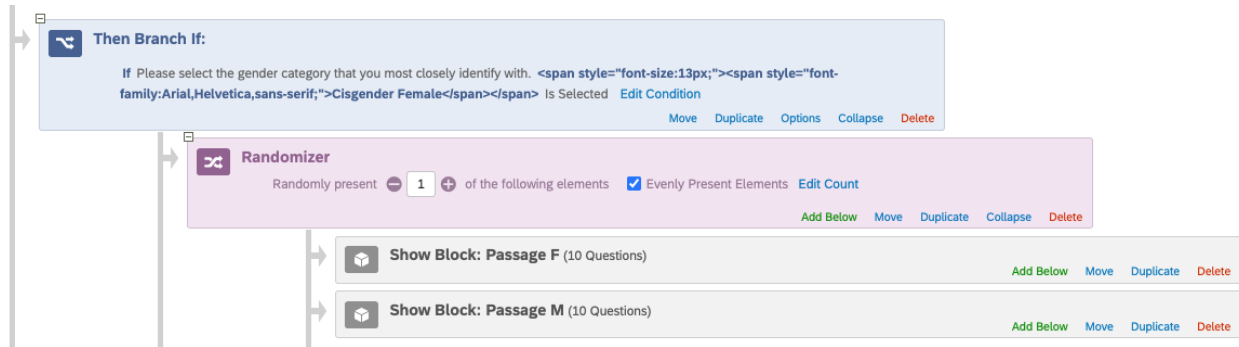 Then Branch If:
If Please select the gender category that you most closely identify with. <span style="font-size:13px;"><span style="font-
family:Arial,Helvetica,sans-serif;">Cisgender Female</span></span> Is Selected Edit Condition
Move Duplicate Options Collapse Delete
Randomizer
Randomly present 1 of the following elements Evenly Present Elements Edit Count
Add Below Move Duplicate Collapse Delete
Show Block: Passage F (10 Questions)
Add Below Move Duplicate Delete
Show Block: Passage M (10 Questions)
Add Below Move Duplicate Delete